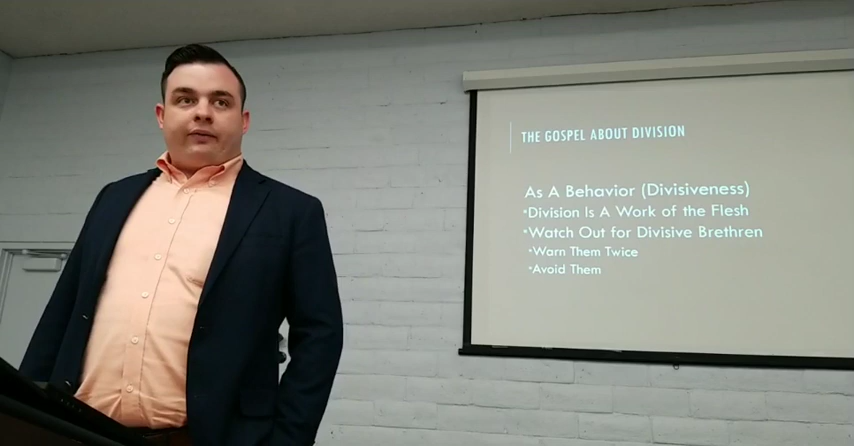 THE GOSPEL ABOUT DIVISION
As A Behavior (Divisiveness)
•Division Is A Work of the Flesh
•Watch Out for Divisive Brethren
•Warn Them Twice
•Avoid Them